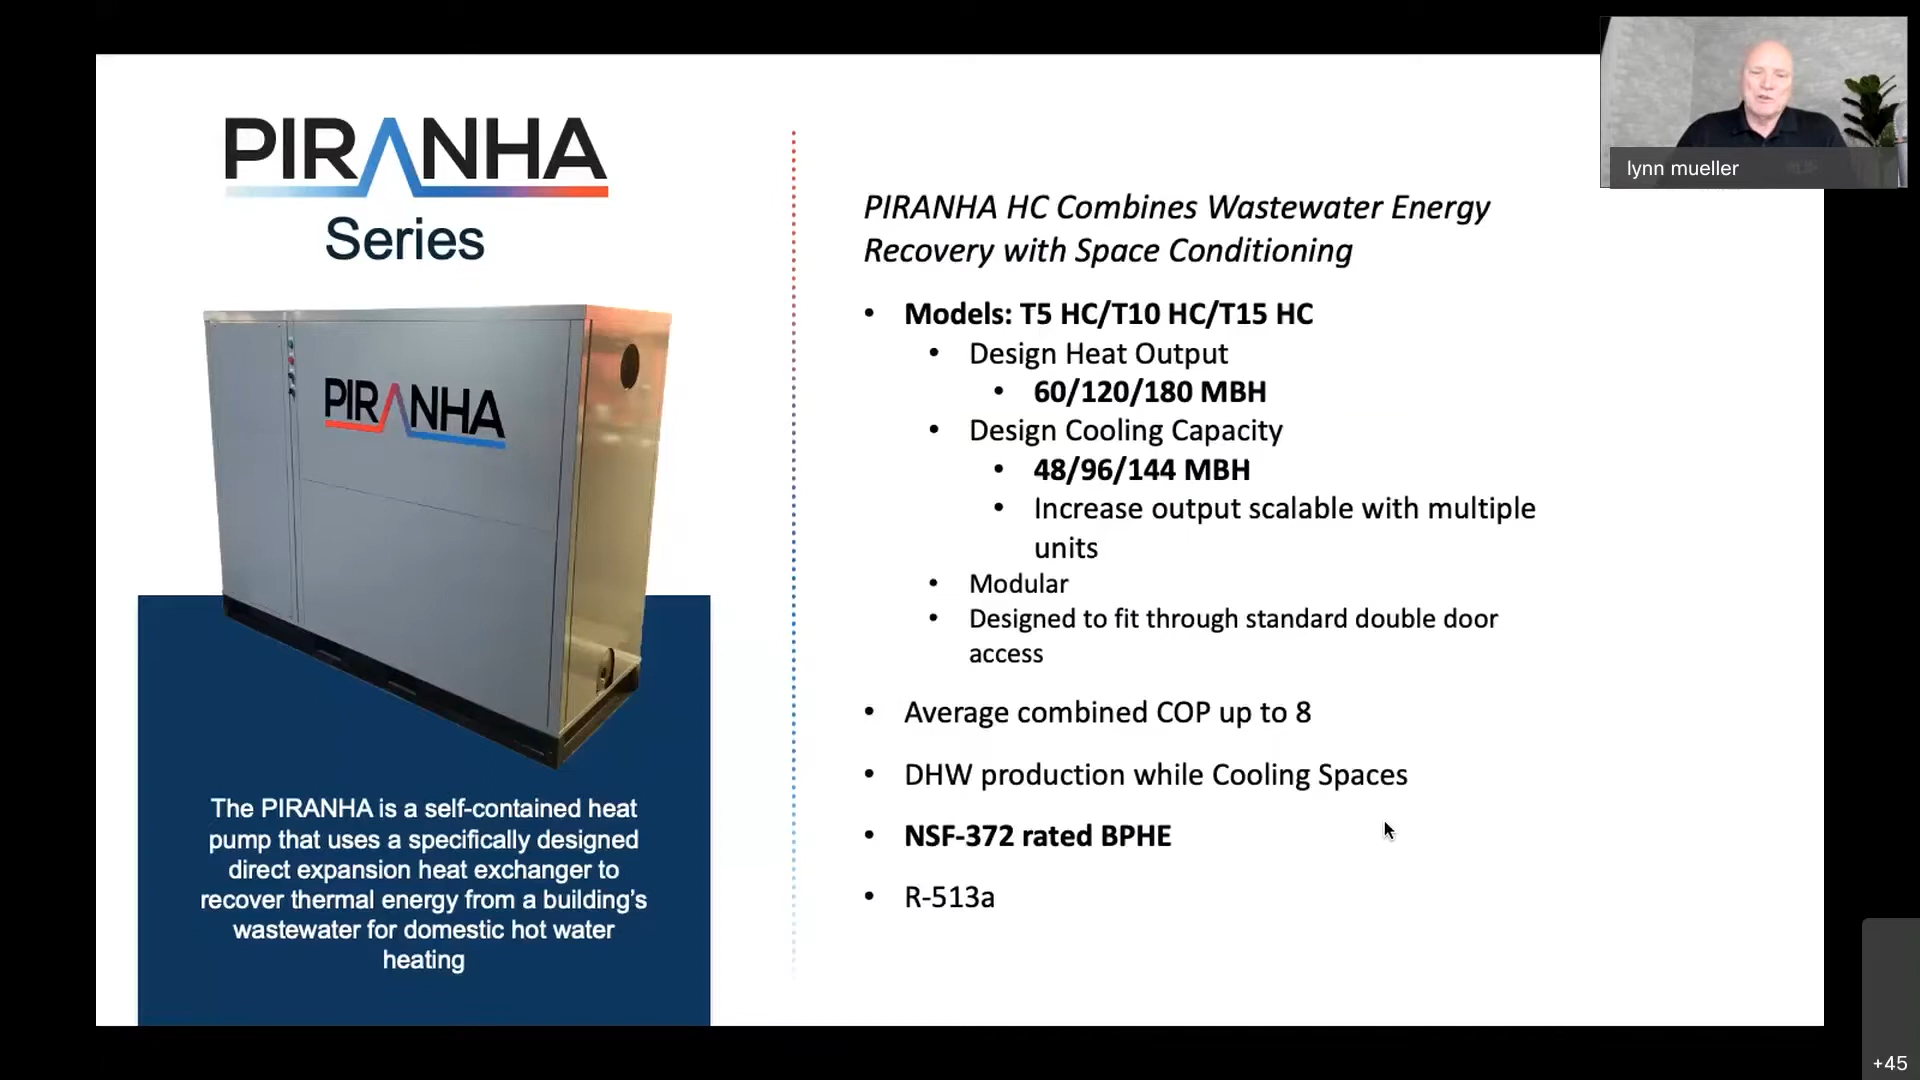 PIRANHA
Series
PIRANHA
The PIRANHA is a self-contained heat
pump that uses a specifically designed
direct expansion heat exchanger to
recover thermal energy from a building's
wastewater for domestic hot water
heating
PIRANHA HC Combines Wastewater Energy
Recovery with Space Conditioning
• Models: T5 HC/T10 HC/T15 HC
• Design Heat Output
• 60/120/180 MBH
• Design Cooling Capacity
• 48/96/144 MBH
• Increase output scalable with multiple
units
• Modular
• Designed to fit through standard double door
access
• Average combined COP up to 8
• DHW production while Cooling Spaces
• NSF-372 rated BPHE
• R-513a
lynn mueller
+45